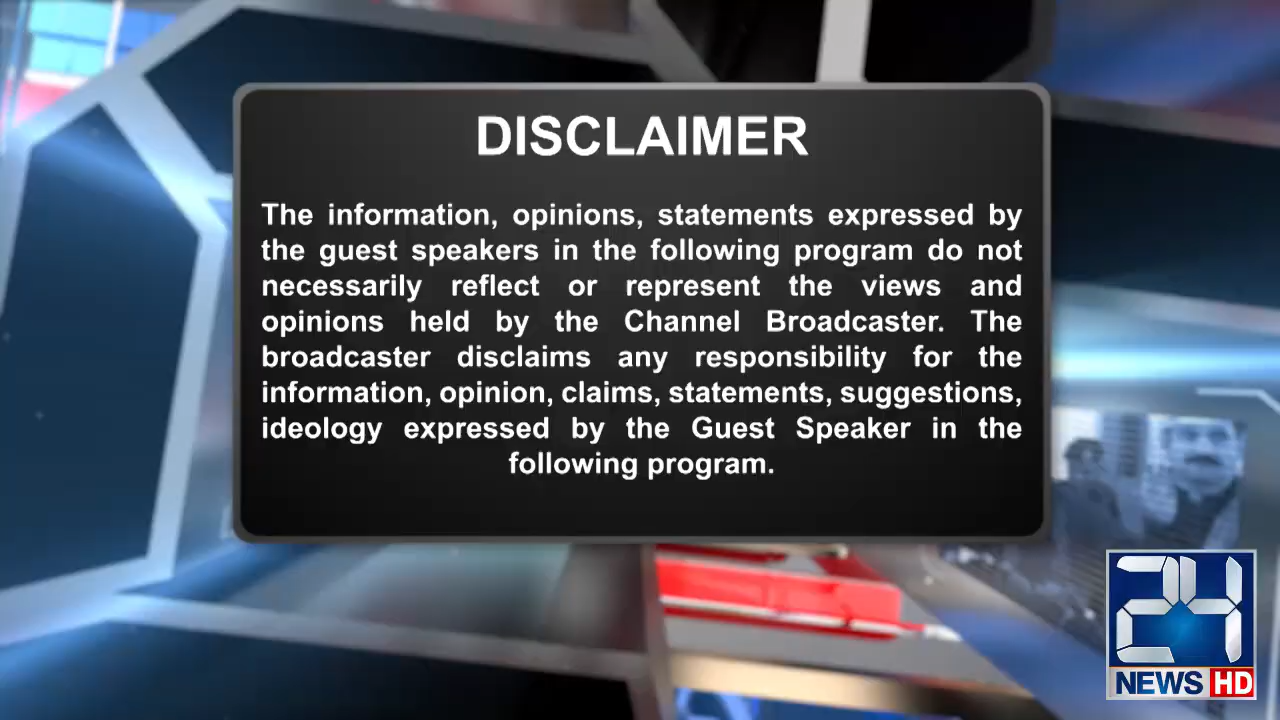 DISCLAIMER
The information, opinions, statements expressed by
the guest speakers in the following program do not
necessarily reflect or represent the views and
opinions held by the Channel Broadcaster. The
broadcaster disclaims any responsibility for the
information, opinion, claims, statements, suggestions,
ideology expressed by the Guest Speaker in the
following program.
24
NEWS HD